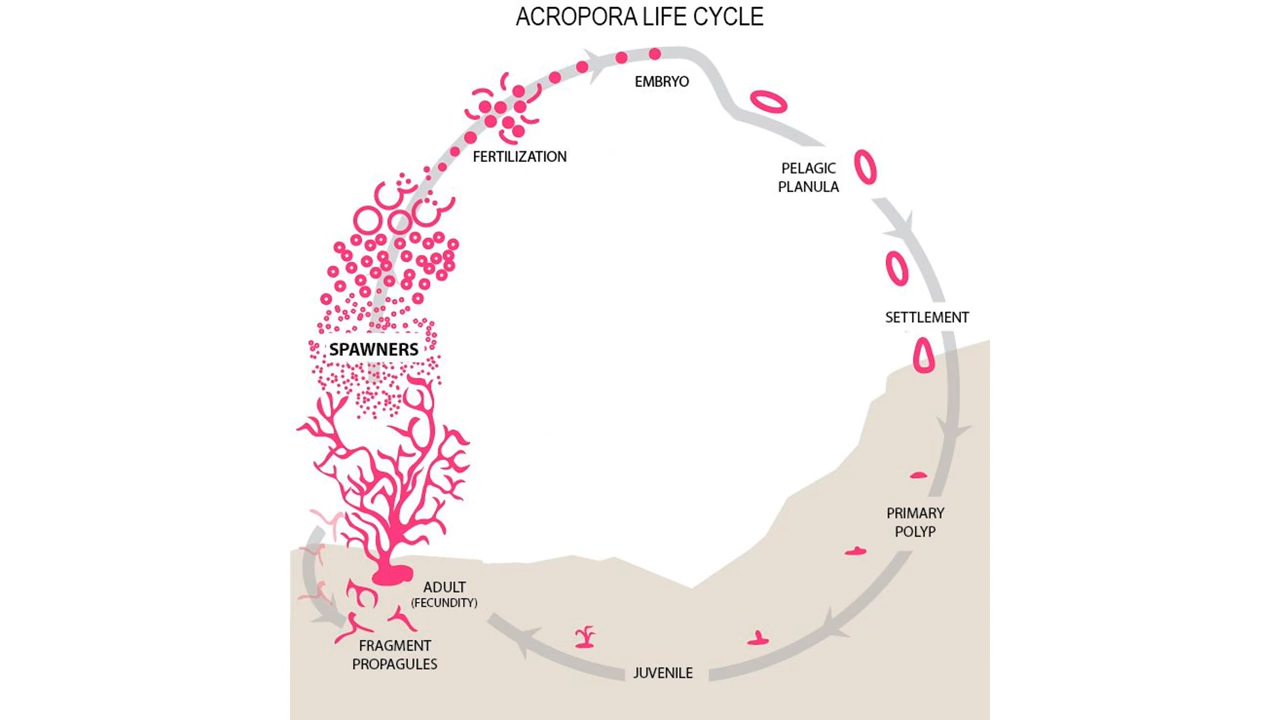 ACROPORA LIFE CYCLE
EMBRYO
FERTILIZATION
PELAGIC
PLANULA
SETTLEMENT
SPAWNERS
PRIMARY
POLYP
ADULT
(FECUNDITY)
FRAGMENT
PROPAGULES
JUVENILE